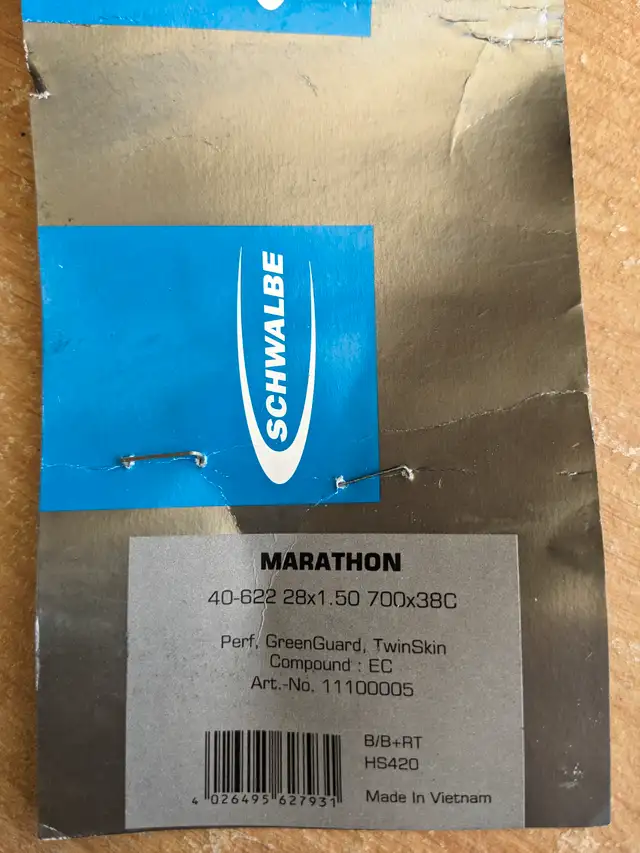 SCHWALBE
MARATHON
40-622 28x1.50 700x38C
Perf, GreenGuard, TwinSkin
Compound : EC
Art.-No. 11100005
B/B+RT
HS420
4 026495 627931
Made In Vietnam